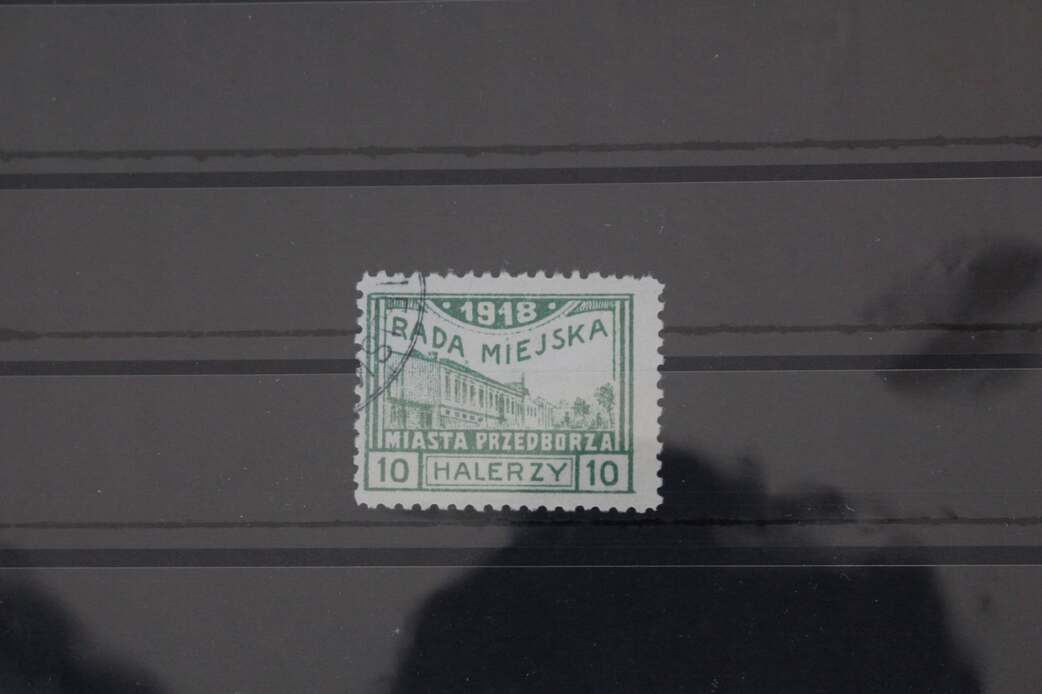 · 1918 ·
RADA MIEJSKA
MIASTA PRZEDBORZA
10 HALERZY 10